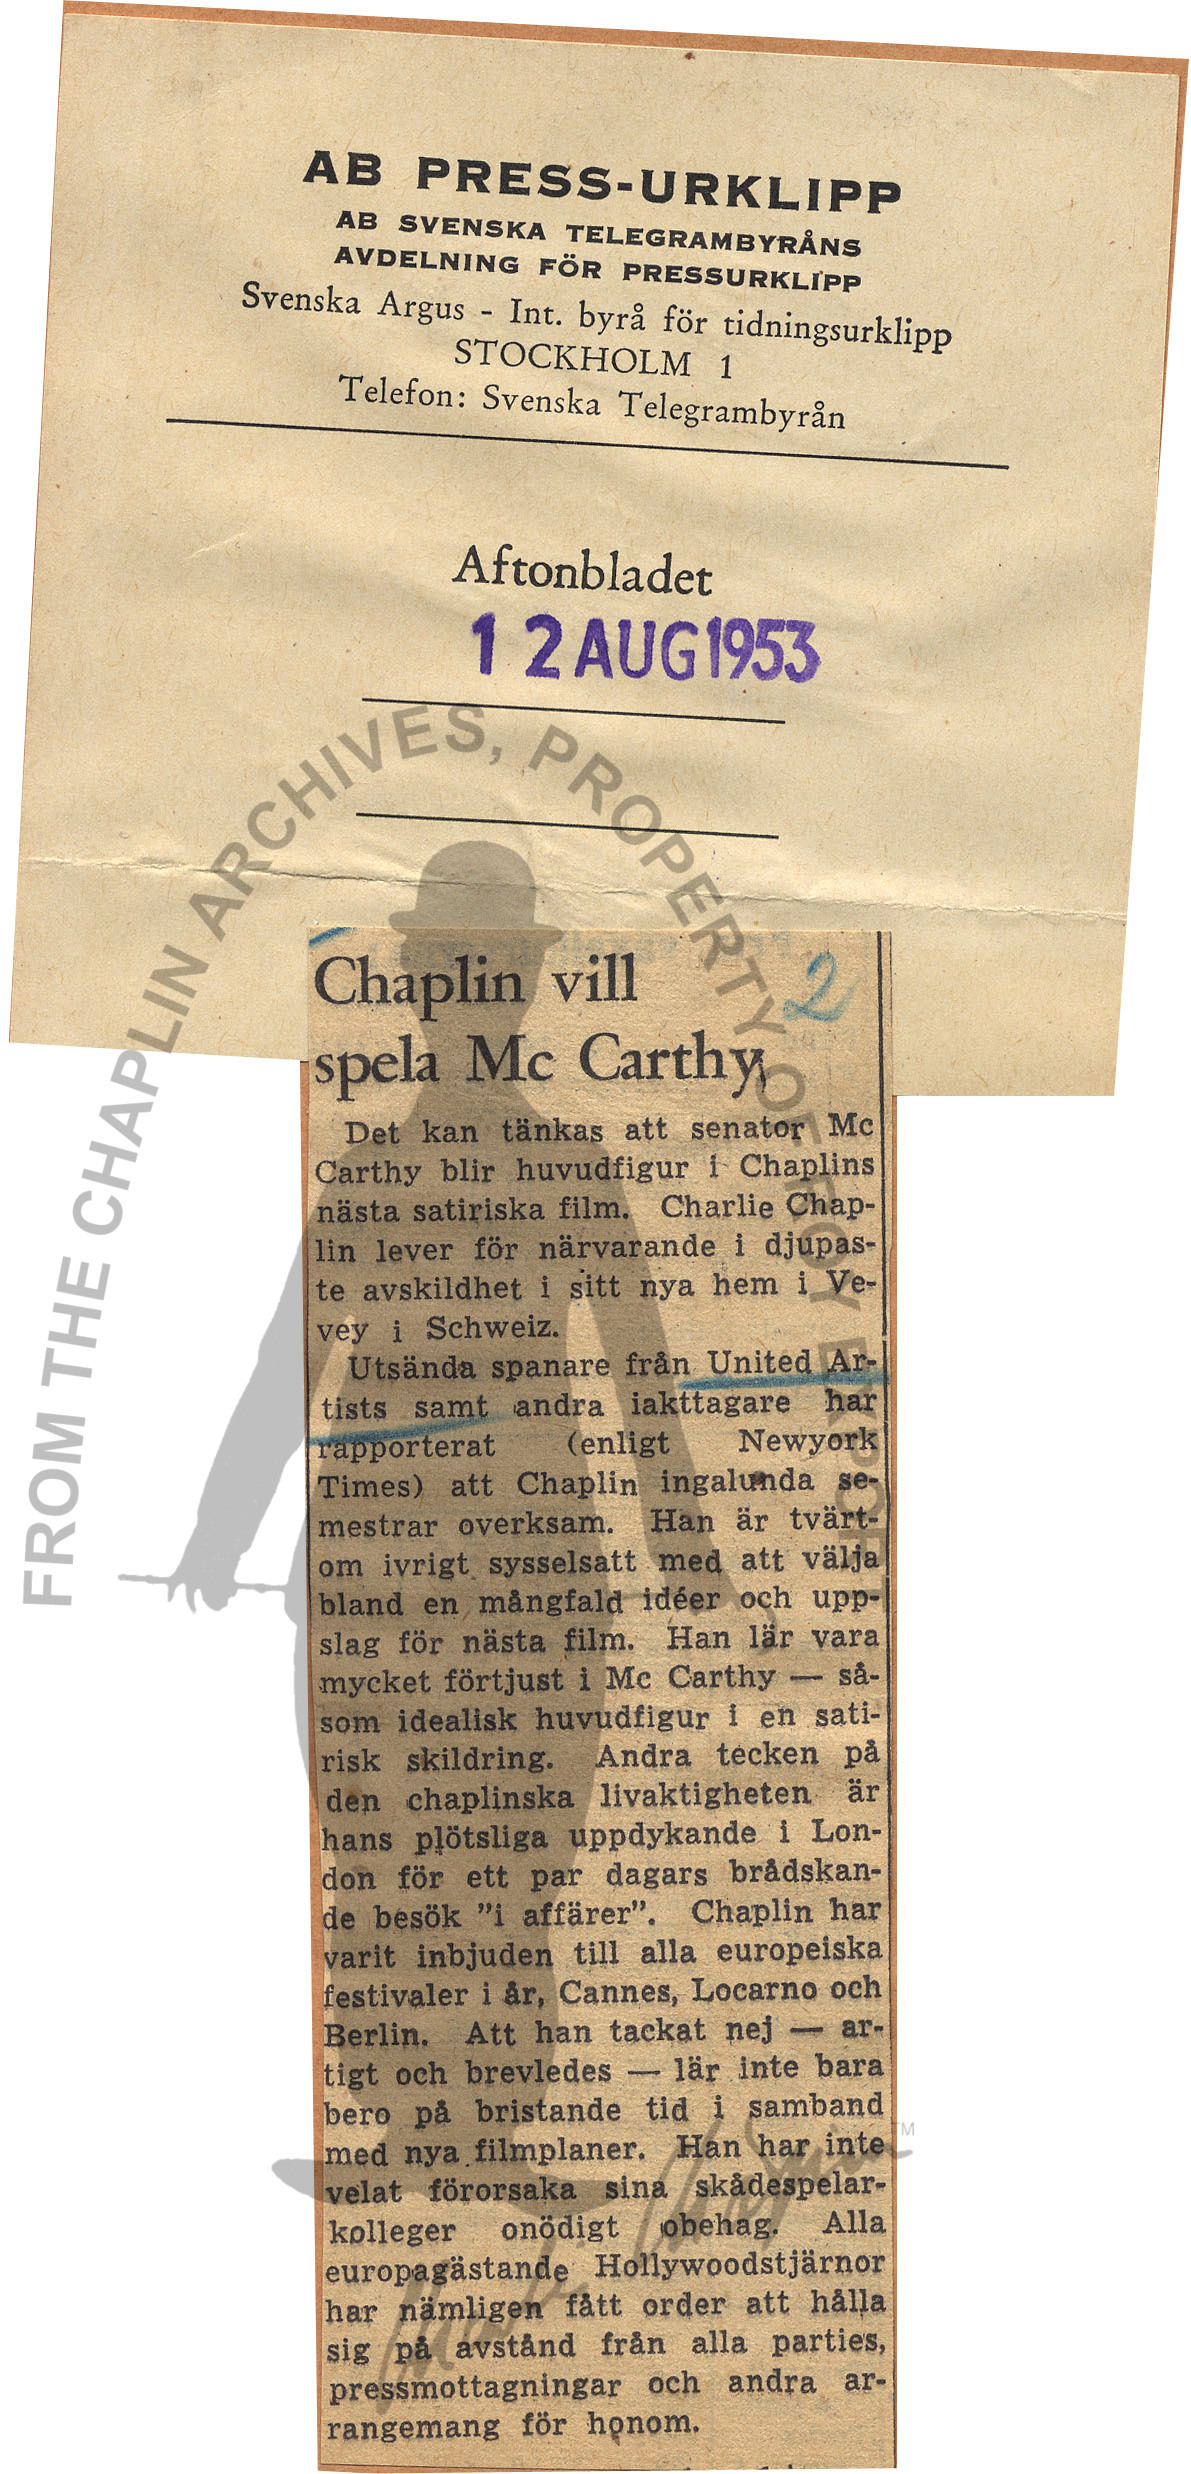 AB PRESS-URKLIPP
AB SVENSKA TELEGRAMBYRÅNS
AVDELNING FÖR PRESSURKLIPP
Svenska Argus - Int. byrå för tidningsurklipp
STOCKHOLM 1
Telefon: Svenska Telegrambyrån
Aftonbladet
12 AUG 1953
FROM THE CHAPLIN ARCHIVES, PROPERTY OF ROY EXPORT
2
Chaplin vill
spela Mc Carthy
Det kan tänkas att senator Mc
Carthy blir huvudfigur i Chaplins
nästa satiriska film. Charlie Chap-
lin lever för närvarande i djupas-
te avskildhet i sitt nya hem i Ve-
vey i Schweiz.
Utsända spanare från United Ar-
tists samt andra iakttagare har
rapporterat (enligt Newyork
Times) att Chaplin ingalunda se-
mestrar overksam. Han är tvärt-
om ivrigt sysselsatt med att välja
bland en mångfald idéer och upp-
slag för nästa film. Han lär vara
mycket förtjust i Mc Carthy — så-
som idealisk huvudfigur i en sati-
risk skildring. Andra tecken på
den chaplinska livaktigheten är
hans plötsliga uppdykande i Lon-
don för ett par dagars brådskan-
de besök ”i affärer”. Chaplin har
varit inbjuden till alla europeiska
festivaler i år, Cannes, Locarno och
Berlin. Att han tackat nej — ar-
tigt och brevledes — lär inte bara
bero på bristande tid i samband
med nya filmplaner. Han har inte
velat förorsaka sina skådespelar-
kolleger onödigt obehag. Alla
europagästande Hollywoodstjärnor
har nämligen fått order att hålla
sig på avstånd från alla parties,
pressmottagningar och andra ar-
rangemang för honom.
TM